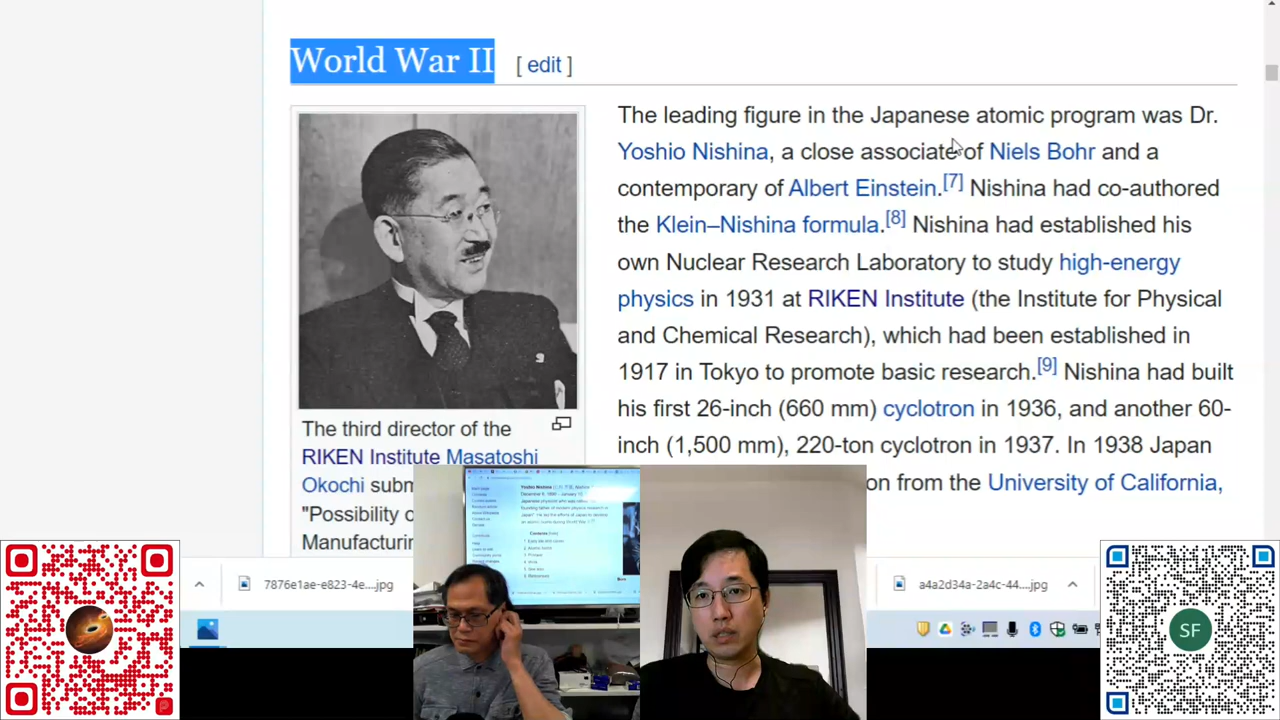 World War II [ edit ]
The leading figure in the Japanese atomic program was Dr.
Yoshio Nishina, a close associate of Niels Bohr and a
contemporary of Albert Einstein.[7] Nishina had co-authored
the Klein–Nishina formula.[8] Nishina had established his
own Nuclear Research Laboratory to study high-energy
physics in 1931 at RIKEN Institute (the Institute for Physical
and Chemical Research), which had been established in
1917 in Tokyo to promote basic research.[9] Nishina had built
his first 26-inch (660 mm) cyclotron in 1936, and another 60-
inch (1,500 mm), 220-ton cyclotron in 1937. In 1938 Japan
on from the University of California,
The third director of the
RIKEN Institute Masatoshi
Okochi subm
"Possibility o
Manufacturin
7876e1ae-e823-4e....jpg
a4a2d34a-2a4c-44....jpg
SF
Yoshio Nishina
Contents